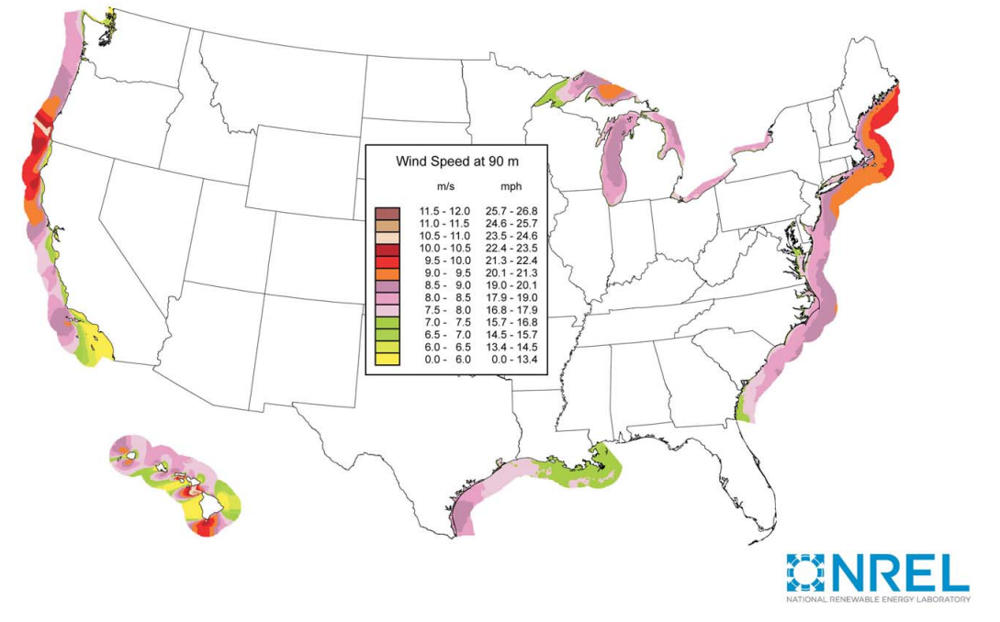 Wind Speed at 90 m
m/s mph
11.5 - 12.0 25.7 - 26.8
11.0 - 11.5 24.6 - 25.7
10.5 - 11.0 23.5 - 24.6
10.0 - 10.5 22.4 - 23.5
9.5 - 10.0 21.3 - 22.4
9.0 - 9.5 20.1 - 21.3
8.5 - 9.0 19.0 - 20.1
8.0 - 8.5 17.9 - 19.0
7.5 - 8.0 16.8 - 17.9
7.0 - 7.5 15.7 - 16.8
6.5 - 7.0 14.5 - 15.7
6.0 - 6.5 13.4 - 14.5
0.0 - 6.0 0.0 - 13.4
NREL
NATIONAL RENEWABLE ENERGY LABORATORY